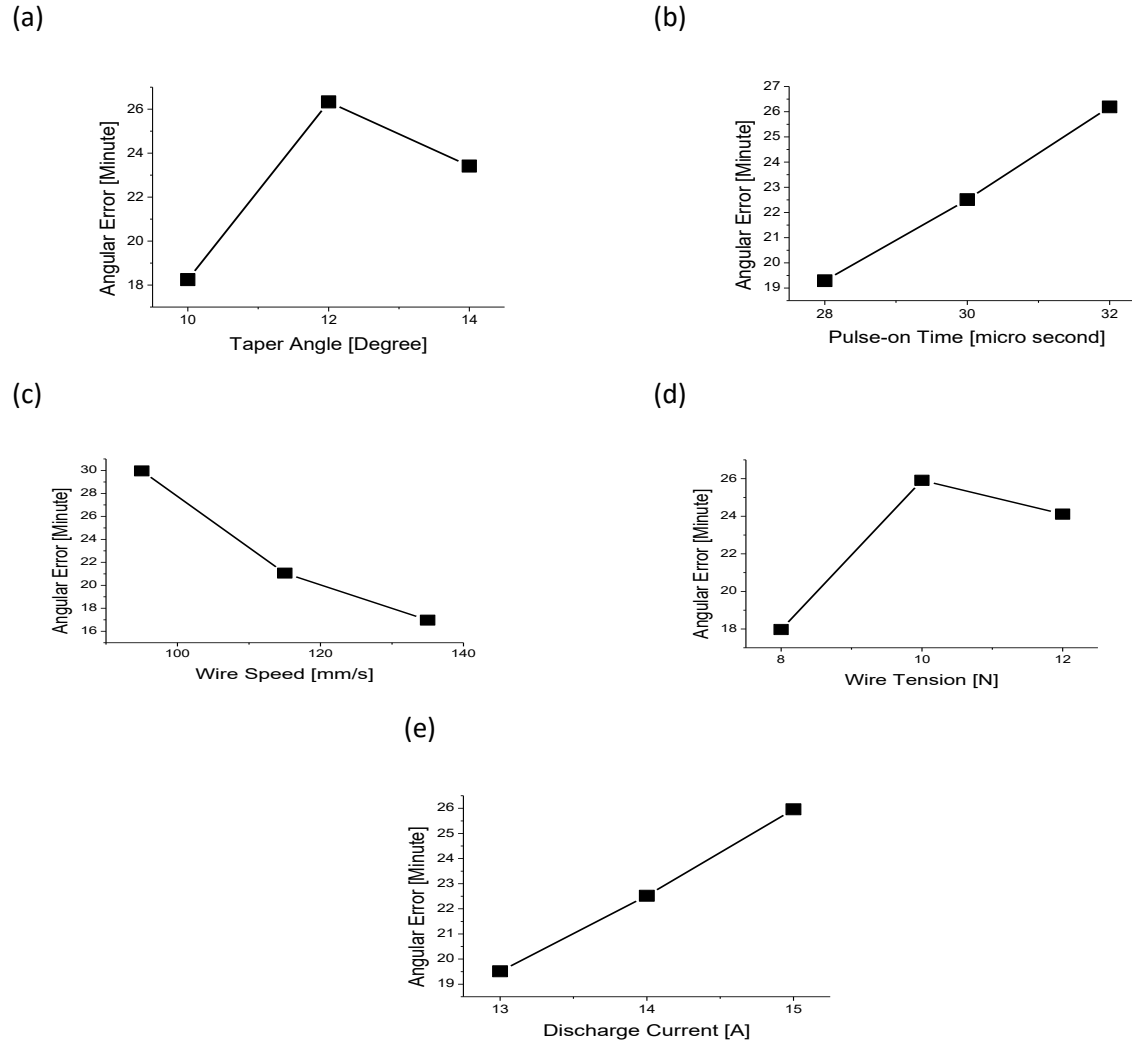 (a)
(b)
Angular Error [Minute]
26
24
22
20
18
10 12 14
Taper Angle [Degree]
Angular Error [Minute]
27
26
25
24
23
22
21
20
19
28 30 32
Pulse-on Time [micro second]
(c)
(d)
Angular Error [Minute]
30
28
26
24
22
20
18
16
100 120 140
Wire Speed [mm/s]
Angular Error [Minute]
26
24
22
20
18
8 10 12
Wire Tension [N]
(e)
Angular Error [Minute]
26
25
24
23
22
21
20
19
13 14 15
Discharge Current [A]